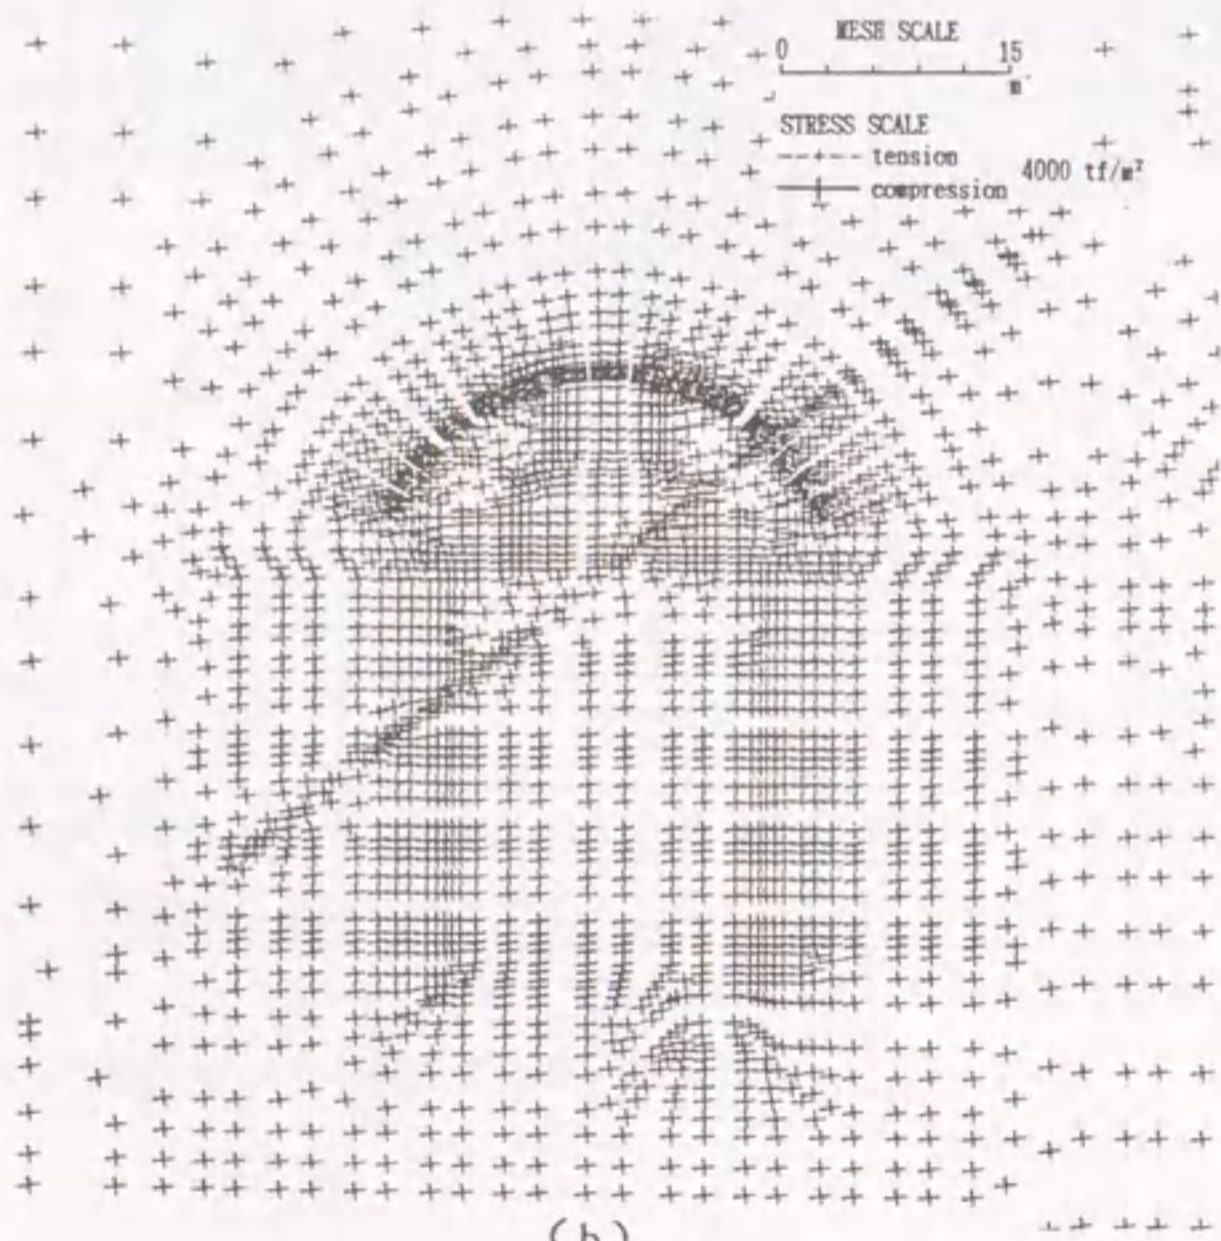 MESH SCALE
0 15
m
STRESS SCALE
tension
4000 tf/m²
compression
(b)